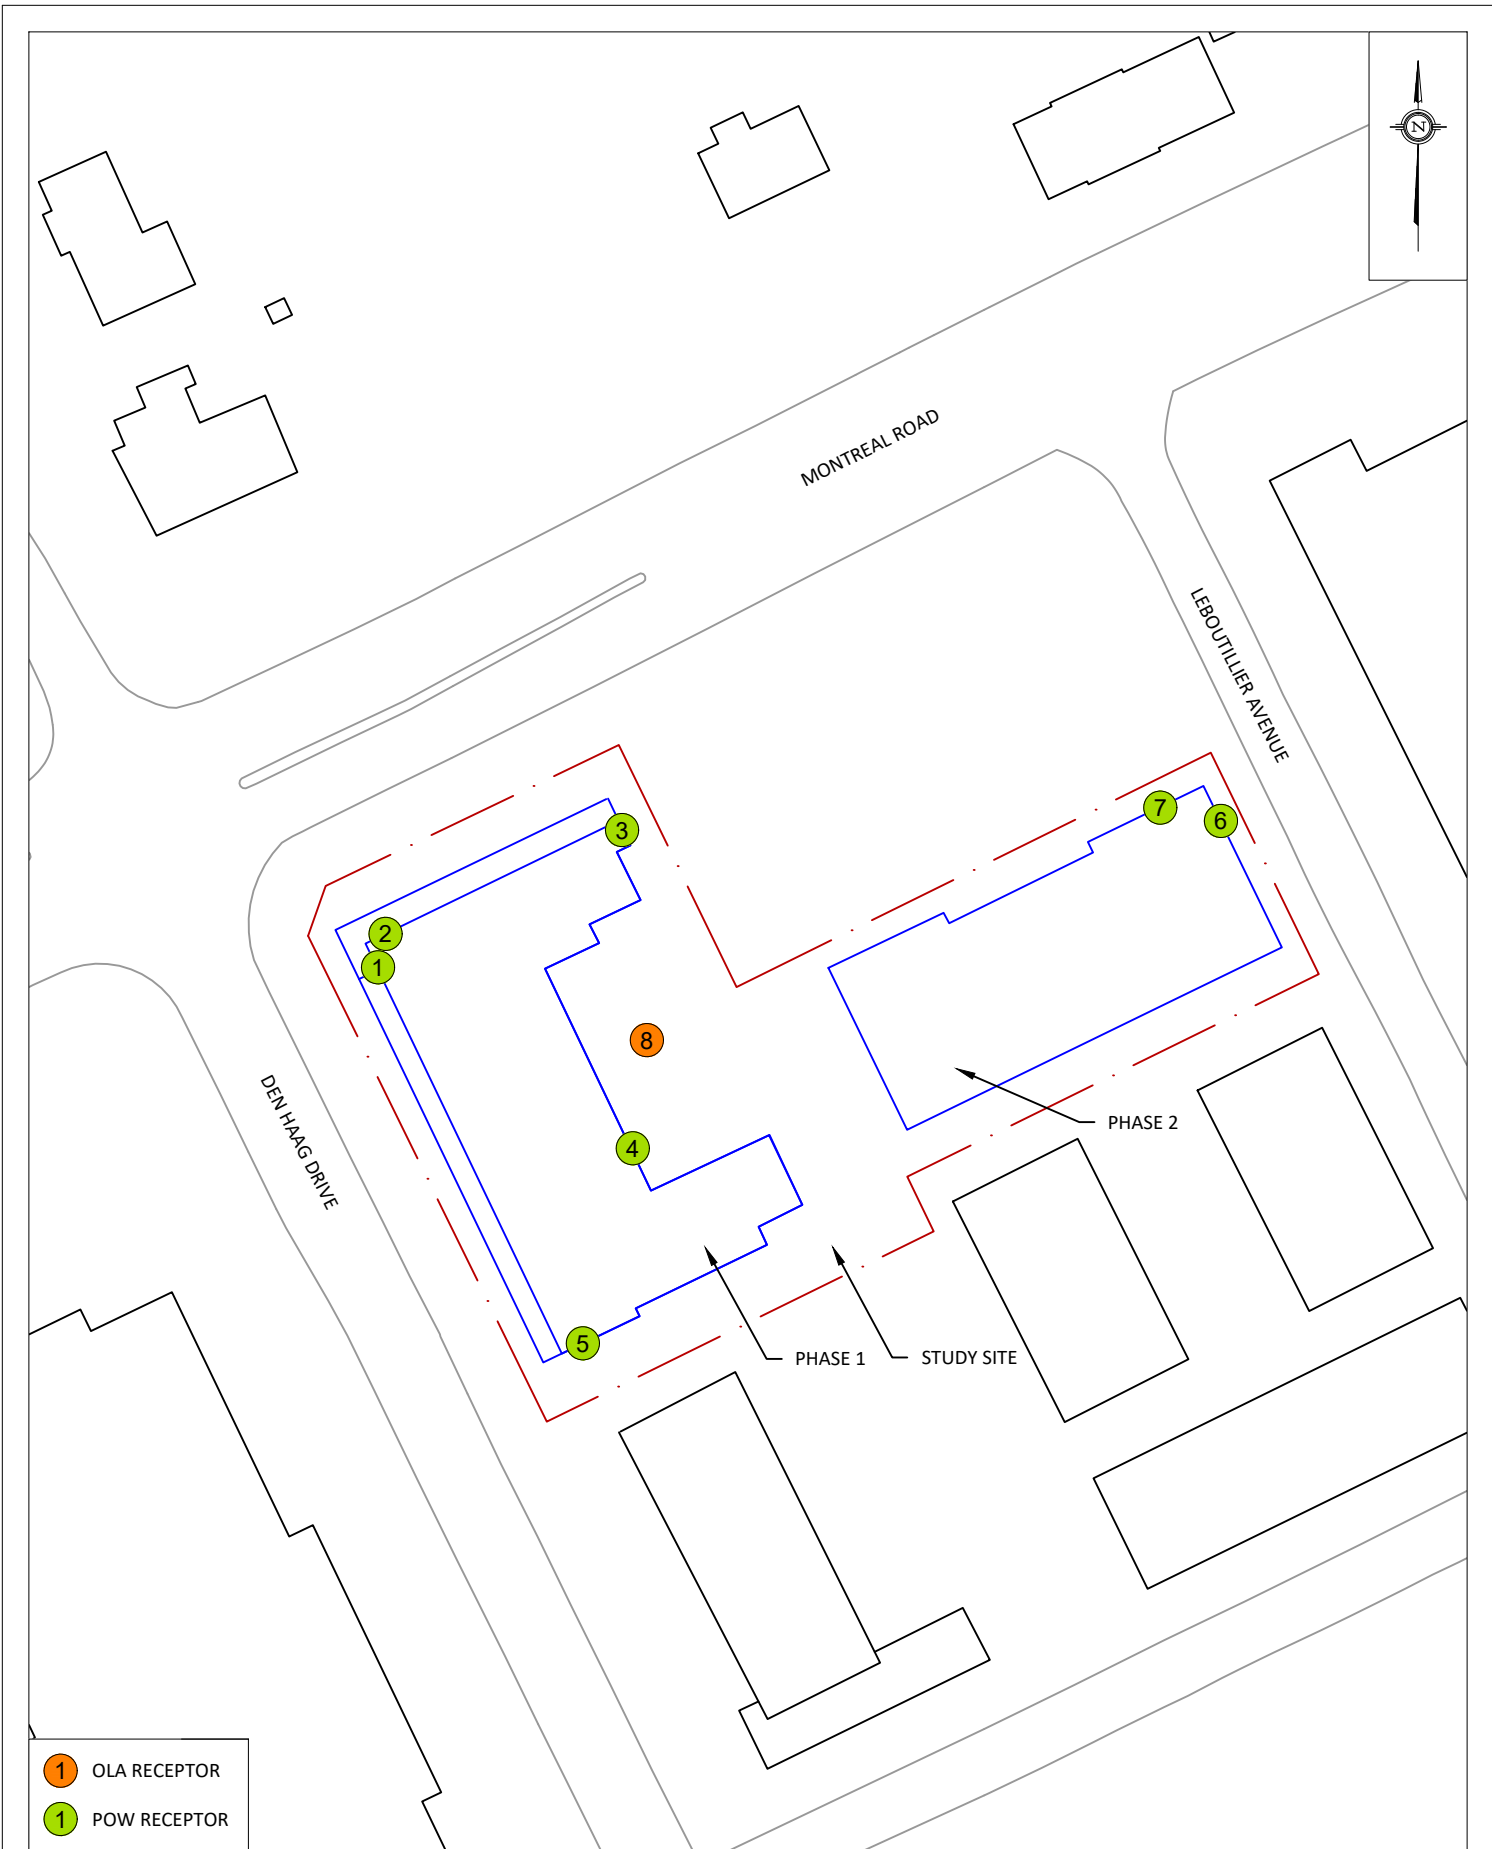 N
MONTREAL ROAD
LEBOUTILLIER AVENUE
3
7
6
2
1
8
DEN HAAG DRIVE
4
PHASE 2
5
PHASE 1
STUDY SITE
1 OLA RECEPTOR
1 POW RECEPTOR